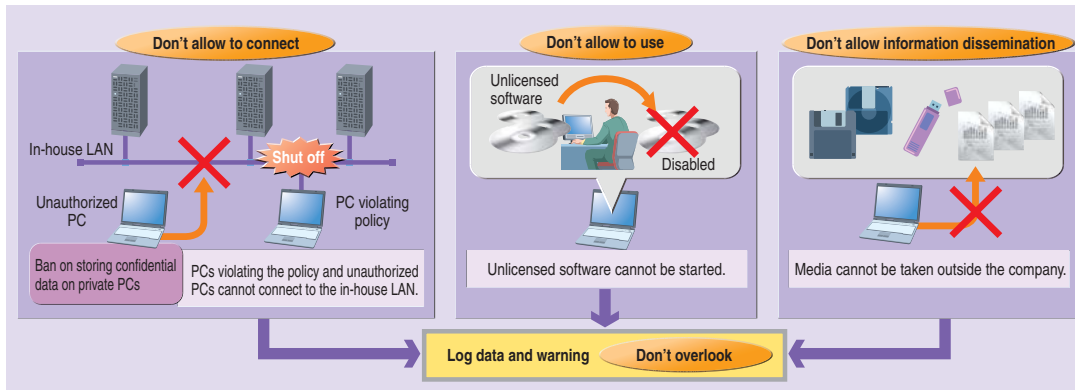 Don't allow to connect
In-house LAN
Shut off
Unauthorized
PC
PC violating
policy
Ban on storing confidential
data on private PCs
PCs violating the policy and unauthorized
PCs cannot connect to the in-house LAN.
Don't allow to use
Unlicensed
software
Disabled
Unlicensed software cannot be started.
Don't allow information dissemination
Media cannot be taken outside the company.
Log data and warning
Don't overlook